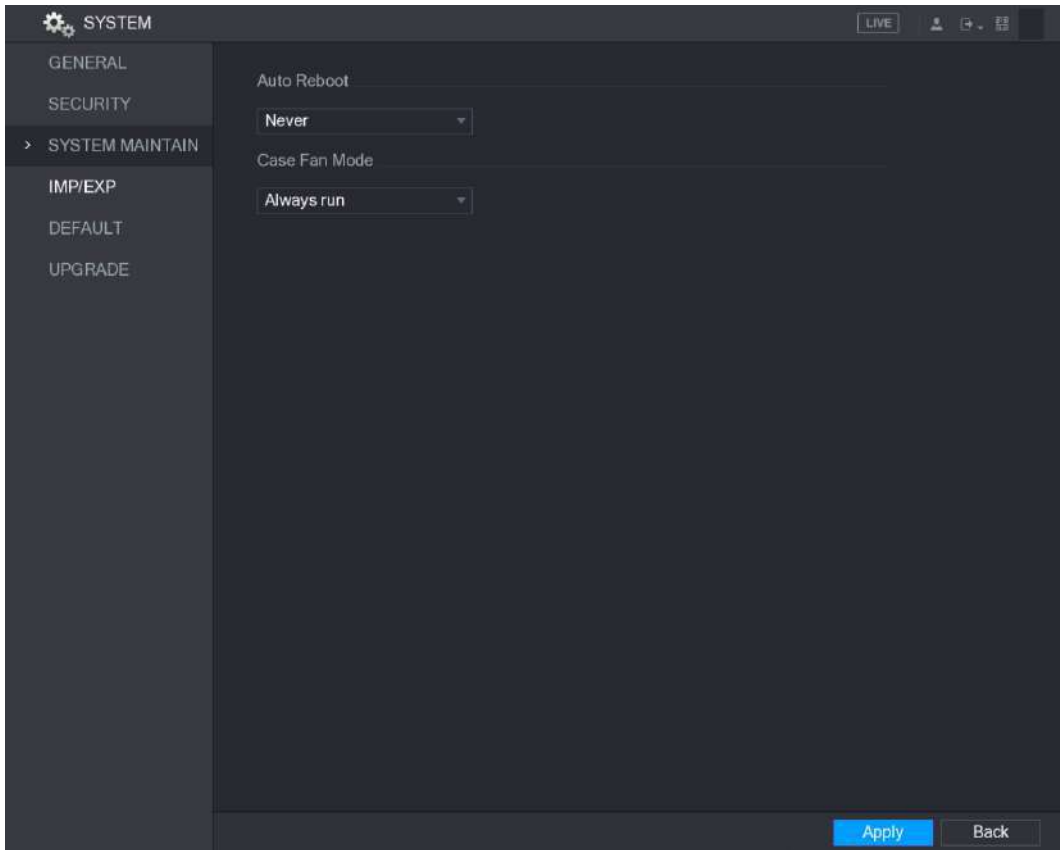 SYSTEM
LIVE
GENERAL
SECURITY
> SYSTEM MAINTAIN
IMP/EXP
DEFAULT
UPGRADE
Auto Reboot
Never
Case Fan Mode
Always run
Apply
Back